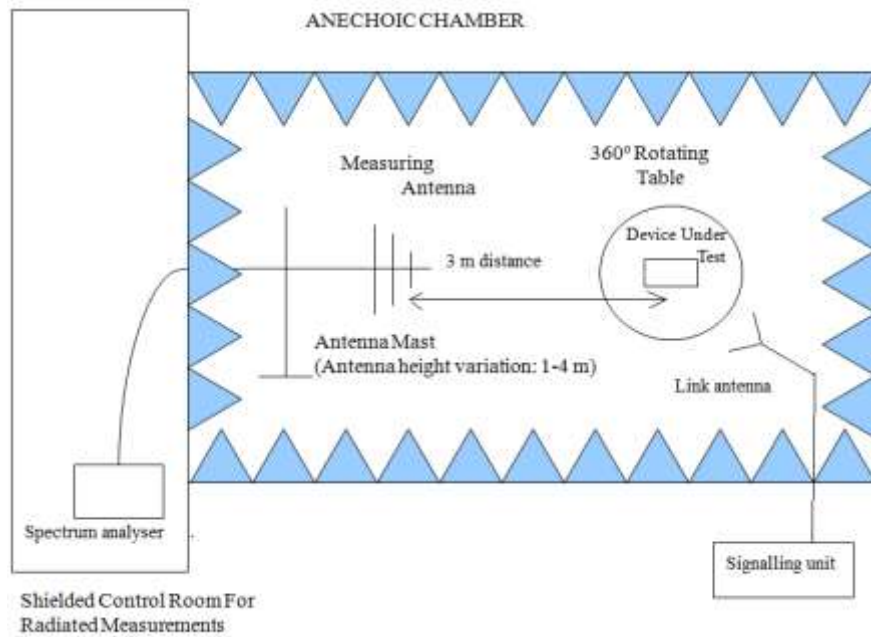 ANECHOIC CHAMBER
Measuring
Antenna
360º Rotating
Table
Device Under
Test
3 m distance
Antenna Mast
(Antenna height variation: 1-4 m)
Link antenna
Spectrum analyser
Signalling unit
Shielded Control Room For
Radiated Measurements